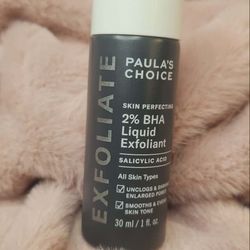 EXFOLIATE
PAULA'S
CHOICE
SKIN PERFECTING
2% BHA
Liquid
Exfoliant
SALICYLIC ACID
All Skin Types
UNCLOGS &
ENLARGED PORES
SMOOTHS & EVENS
SKIN TONE
30 ml / 1 fl. oz.